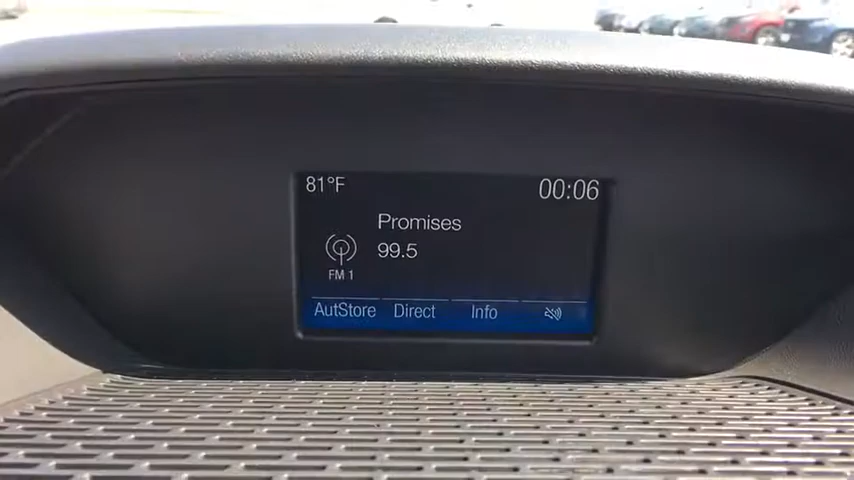 81°F
00:06
Promises
99.5
FM 1
AutStore Direct Info